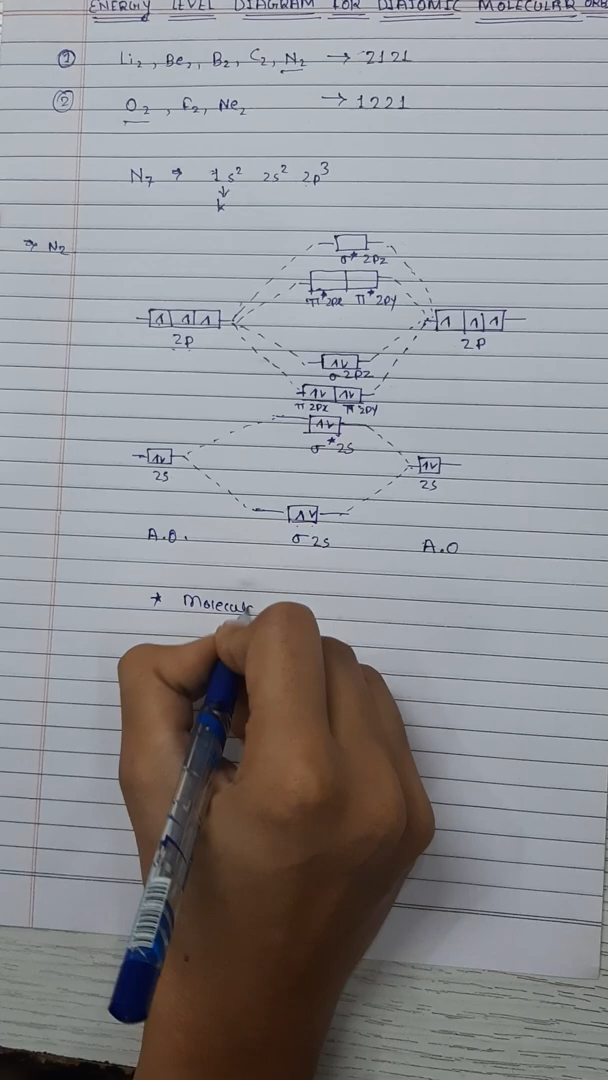 ENERGY LEVEL DIAGRAM FOR DIATOMIC MOLECULAR
① Li₂, Be₂, B₂, C₂, N₂ → 2121
② O₂, F₂, Ne₂ → 1221
N₇ → 1s² 2s² 2p³
↓
k
→ N₂
σ* 2pz
π*2px π*2py
2p 2p
σ 2pz
π 2px π 2py
σ* 2s
2s 2s
σ 2s
A.O. A.O
* Molecul